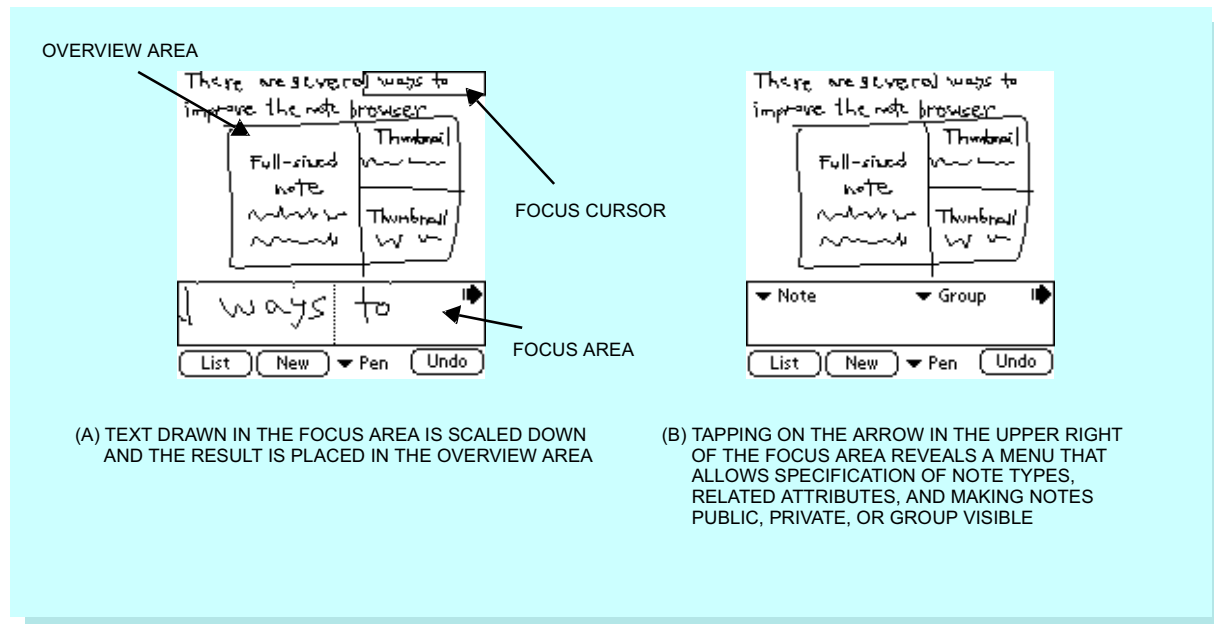 OVERVIEW AREA
There are several ways to
improve the note browser
Full-sized
note
Thumbnail
Thumbnail
FOCUS CURSOR
l ways to
FOCUS AREA
List New Pen Undo
(A) TEXT DRAWN IN THE FOCUS AREA IS SCALED DOWN
AND THE RESULT IS PLACED IN THE OVERVIEW AREA
There are several ways to
improve the note browser
Full-sized
note
Thumbnail
Thumbnail
Note Group
List New Pen Undo
(B) TAPPING ON THE ARROW IN THE UPPER RIGHT
OF THE FOCUS AREA REVEALS A MENU THAT
ALLOWS SPECIFICATION OF NOTE TYPES,
RELATED ATTRIBUTES, AND MAKING NOTES
PUBLIC, PRIVATE, OR GROUP VISIBLE